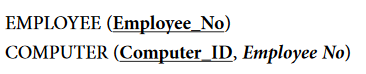 EMPLOYEE (Employee_No)
COMPUTER (Computer_ID, Employee No)